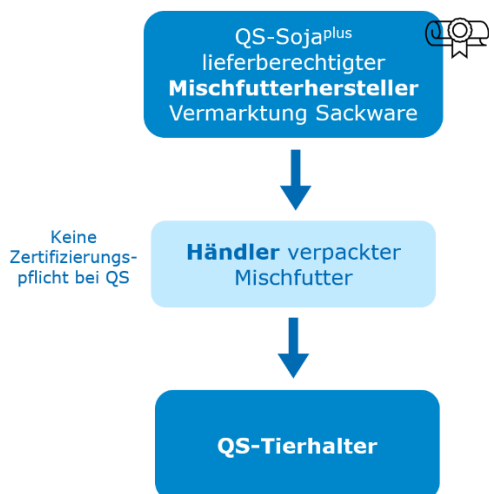 QS-Sojaplus
lieferberechtigter
Mischfutterhersteller
Vermarktung Sackware
Keine
Zertifizierungs-
pflicht bei QS
Händler verpackter
Mischfutter
QS-Tierhalter